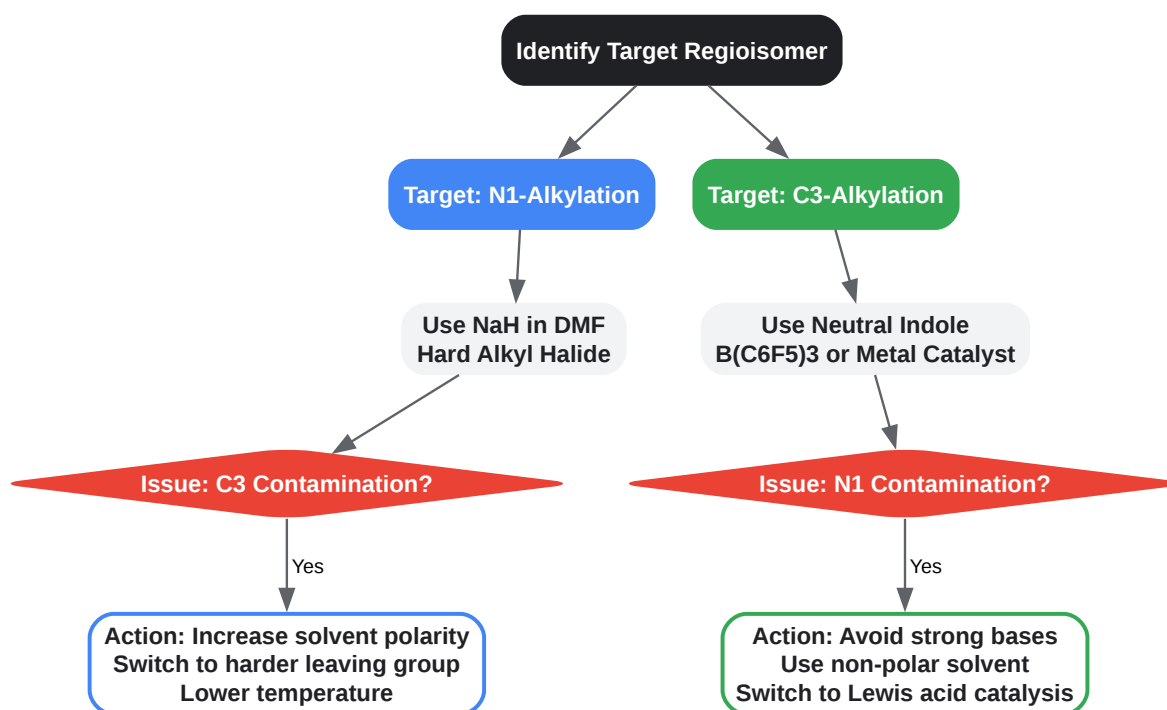 Identify Target Regioisomer
Target: N1-Alkylation
Target: C3-Alkylation
Use NaH in DMF
Hard Alkyl Halide
Use Neutral Indole
B(C6F5)3 or Metal Catalyst
Issue: C3 Contamination?
Issue: N1 Contamination?
Yes
Yes
Action: Increase solvent polarity
Switch to harder leaving group
Lower temperature
Action: Avoid strong bases
Use non-polar solvent
Switch to Lewis acid catalysis